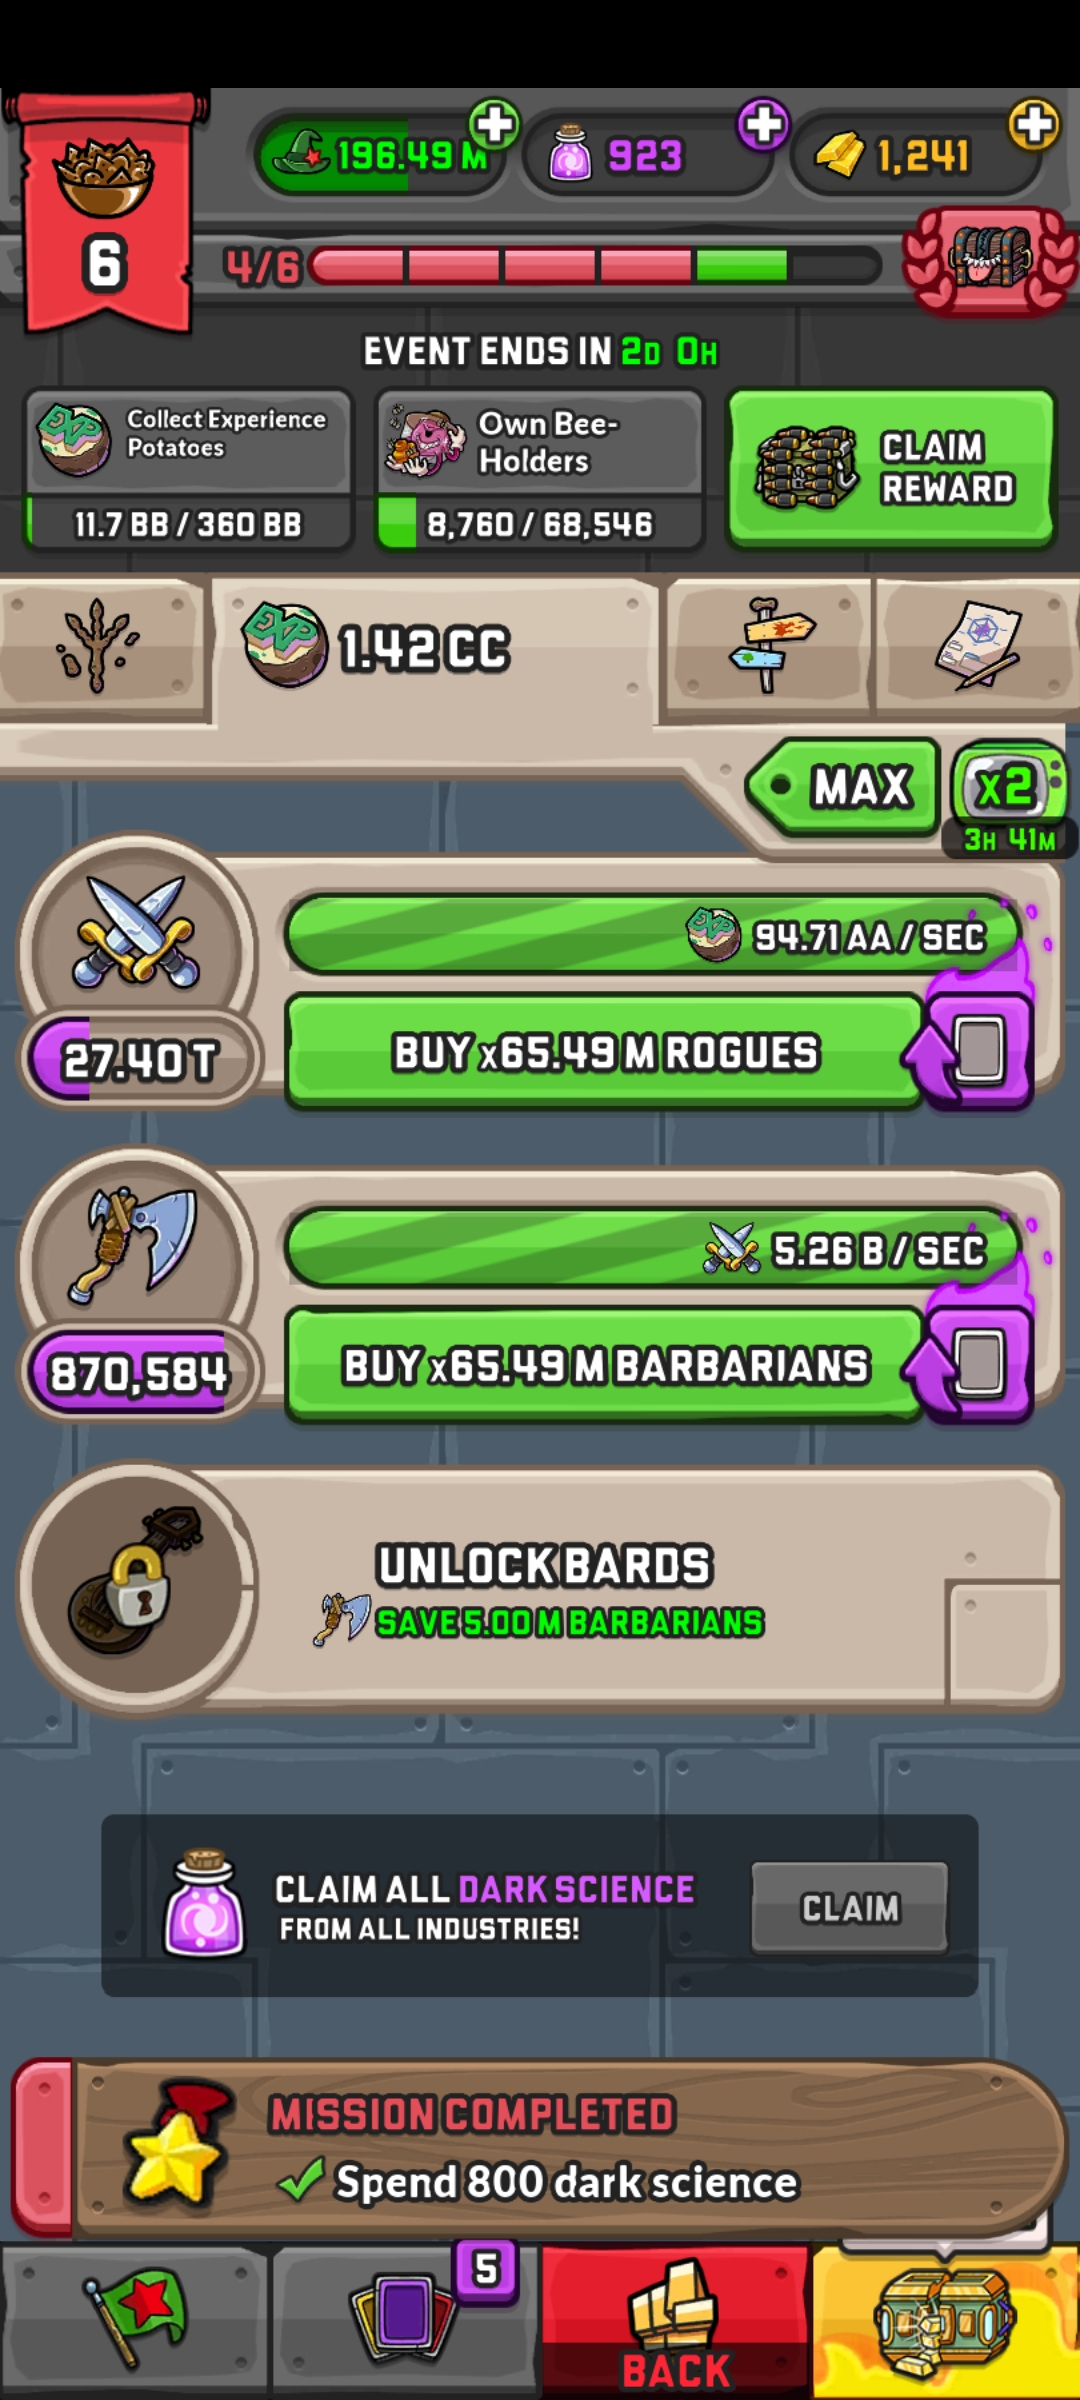 196.49 M
923
1,241
6
4/6
EVENT ENDS IN 2D 0H
Collect Experience
Potatoes
11.7 BB / 360 BB
Own Bee-
Holders
8,760 / 68,546
CLAIM
REWARD
EXP
1.42 CC
MAX
x2
3H 41M
94.71 AA / SEC
27.40 T
BUY x65.49 M ROGUES
5.26 B / SEC
870,584
BUY x65.49 M BARBARIANS
UNLOCK BARDS
SAVE 5.00 M BARBARIANS
CLAIM ALL DARK SCIENCE
FROM ALL INDUSTRIES!
CLAIM
MISSION COMPLETED
Spend 800 dark science
5
BACK